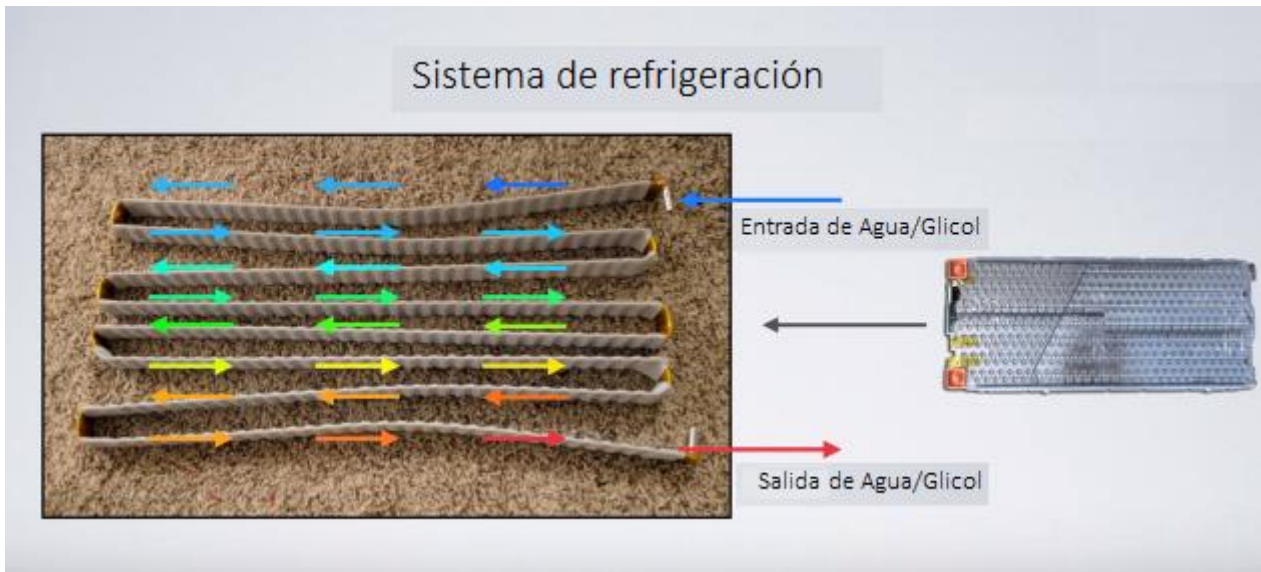 Sistema de refrigeración
Entrada de Agua/Glicol
Salida de Agua/Glicol